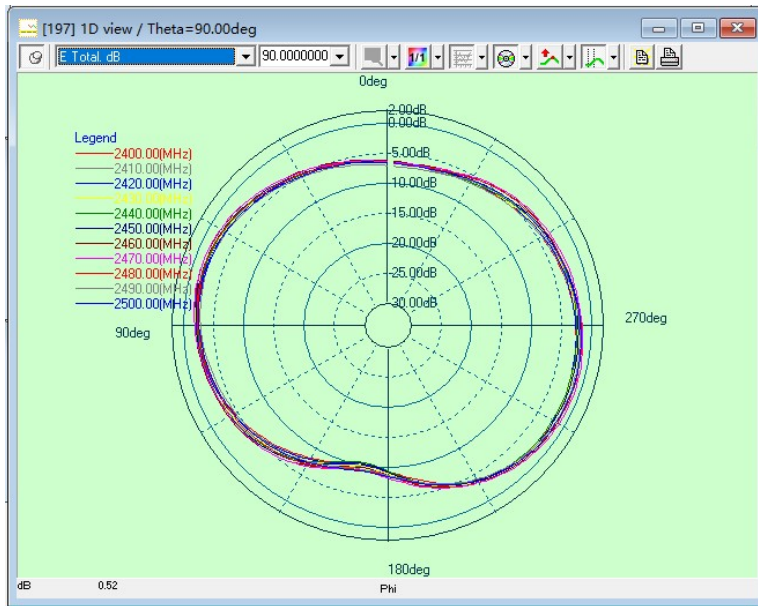 [197] 1D view / Theta=90.00deg
E Total. dB
90.0000000
1/1
0deg
2.00dB
0.00dB
Legend
2400.00(MHz)
2410.00(MHz)
2420.00(MHz)
2430.00(MHz)
2440.00(MHz)
2450.00(MHz)
2460.00(MHz)
2470.00(MHz)
2480.00(MHz)
2490.00(MHz)
2500.00(MHz)
-5.00dB
-10.00dB
-15.00dB
-20.00dB
-25.00dB
-30.00dB
90deg
270deg
180deg
dB
0.52
Phi